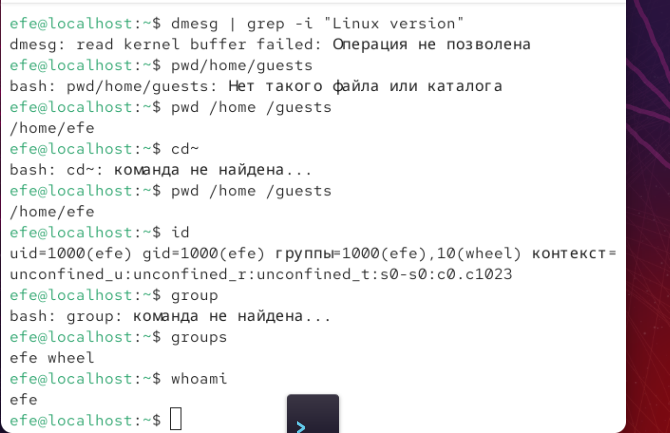 efe@localhost:~$ dmesg | grep -i "Linux version"
dmesg: read kernel buffer failed: Операция не позволена
efe@localhost:~$ pwd/home/guests
bash: pwd/home/guests: Нет такого файла или каталога
efe@localhost:~$ pwd /home /guests
/home/efe
efe@localhost:~$ cd~
bash: cd~: команда не найдена...
efe@localhost:~$ pwd /home /guests
/home/efe
efe@localhost:~$ id
uid=1000(efe) gid=1000(efe) группы=1000(efe),10(wheel) контекст=
unconfined_u:unconfined_r:unconfined_t:s0-s0:c0.c1023
efe@localhost:~$ group
bash: group: команда не найдена...
efe@localhost:~$ groups
efe wheel
efe@localhost:~$ whoami
efe
efe@localhost:~$